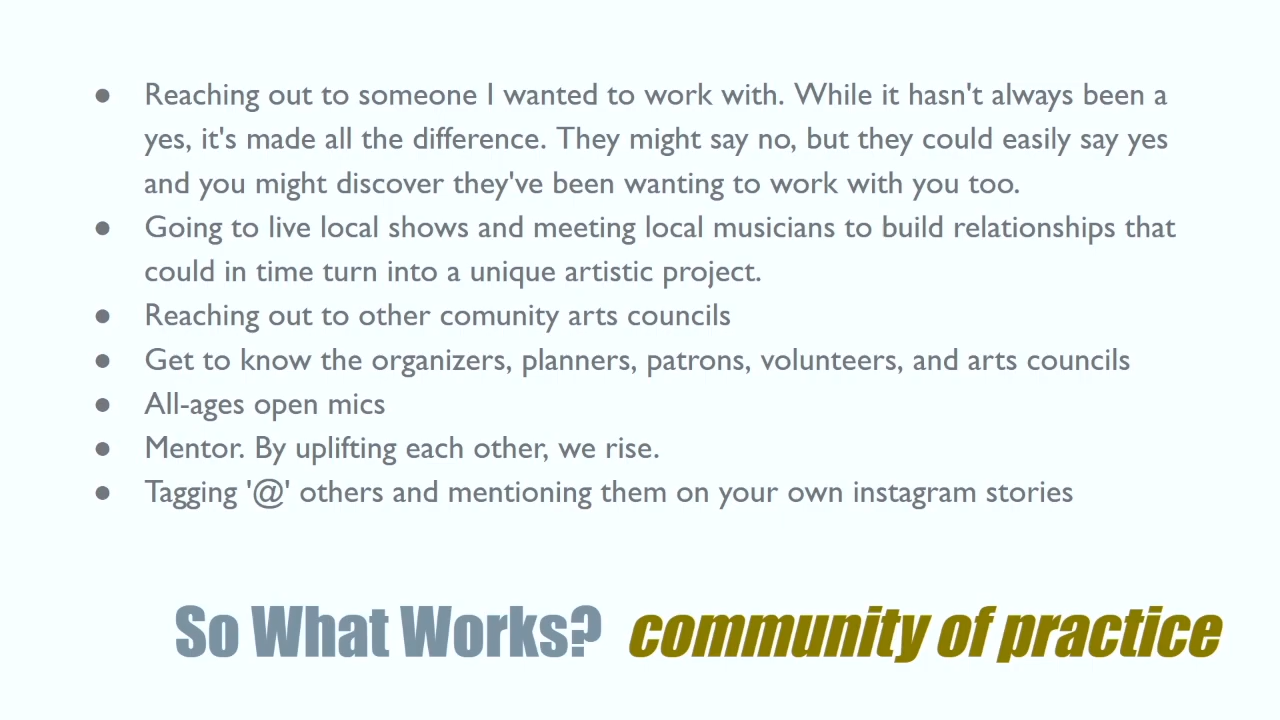 ● Reaching out to someone I wanted to work with. While it hasn't always been a
yes, it's made all the difference. They might say no, but they could easily say yes
and you might discover they've been wanting to work with you too.
● Going to live local shows and meeting local musicians to build relationships that
could in time turn into a unique artistic project.
● Reaching out to other comunity arts councils
● Get to know the organizers, planners, patrons, volunteers, and arts councils
● All-ages open mics
● Mentor. By uplifting each other, we rise.
● Tagging '@' others and mentioning them on your own instagram stories
So What Works? community of practice